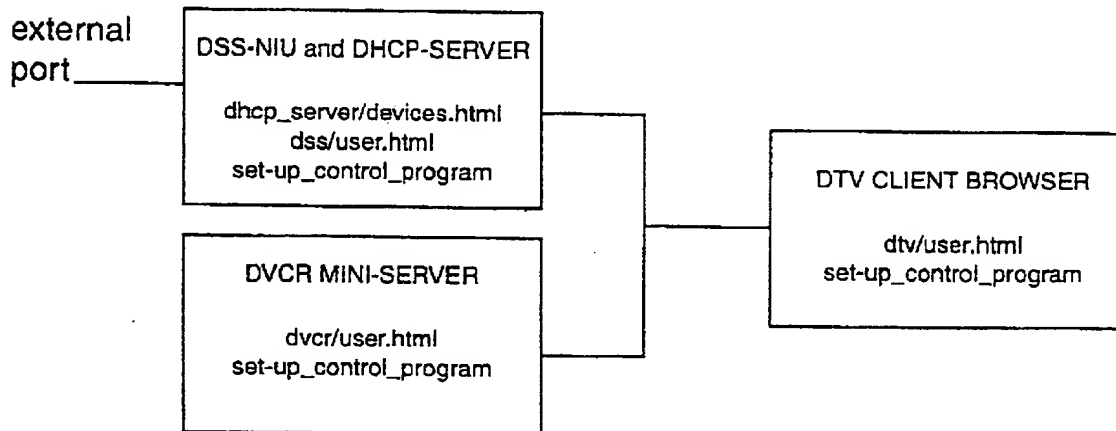 external
port
DSS-NIU and DHCP-SERVER
dhcp_server/devices.html
dss/user.html
set-up_control_program
DVCR MINI-SERVER
dvcr/user.html
set-up_control_program
DTV CLIENT BROWSER
dtv/user.html
set-up_control_program